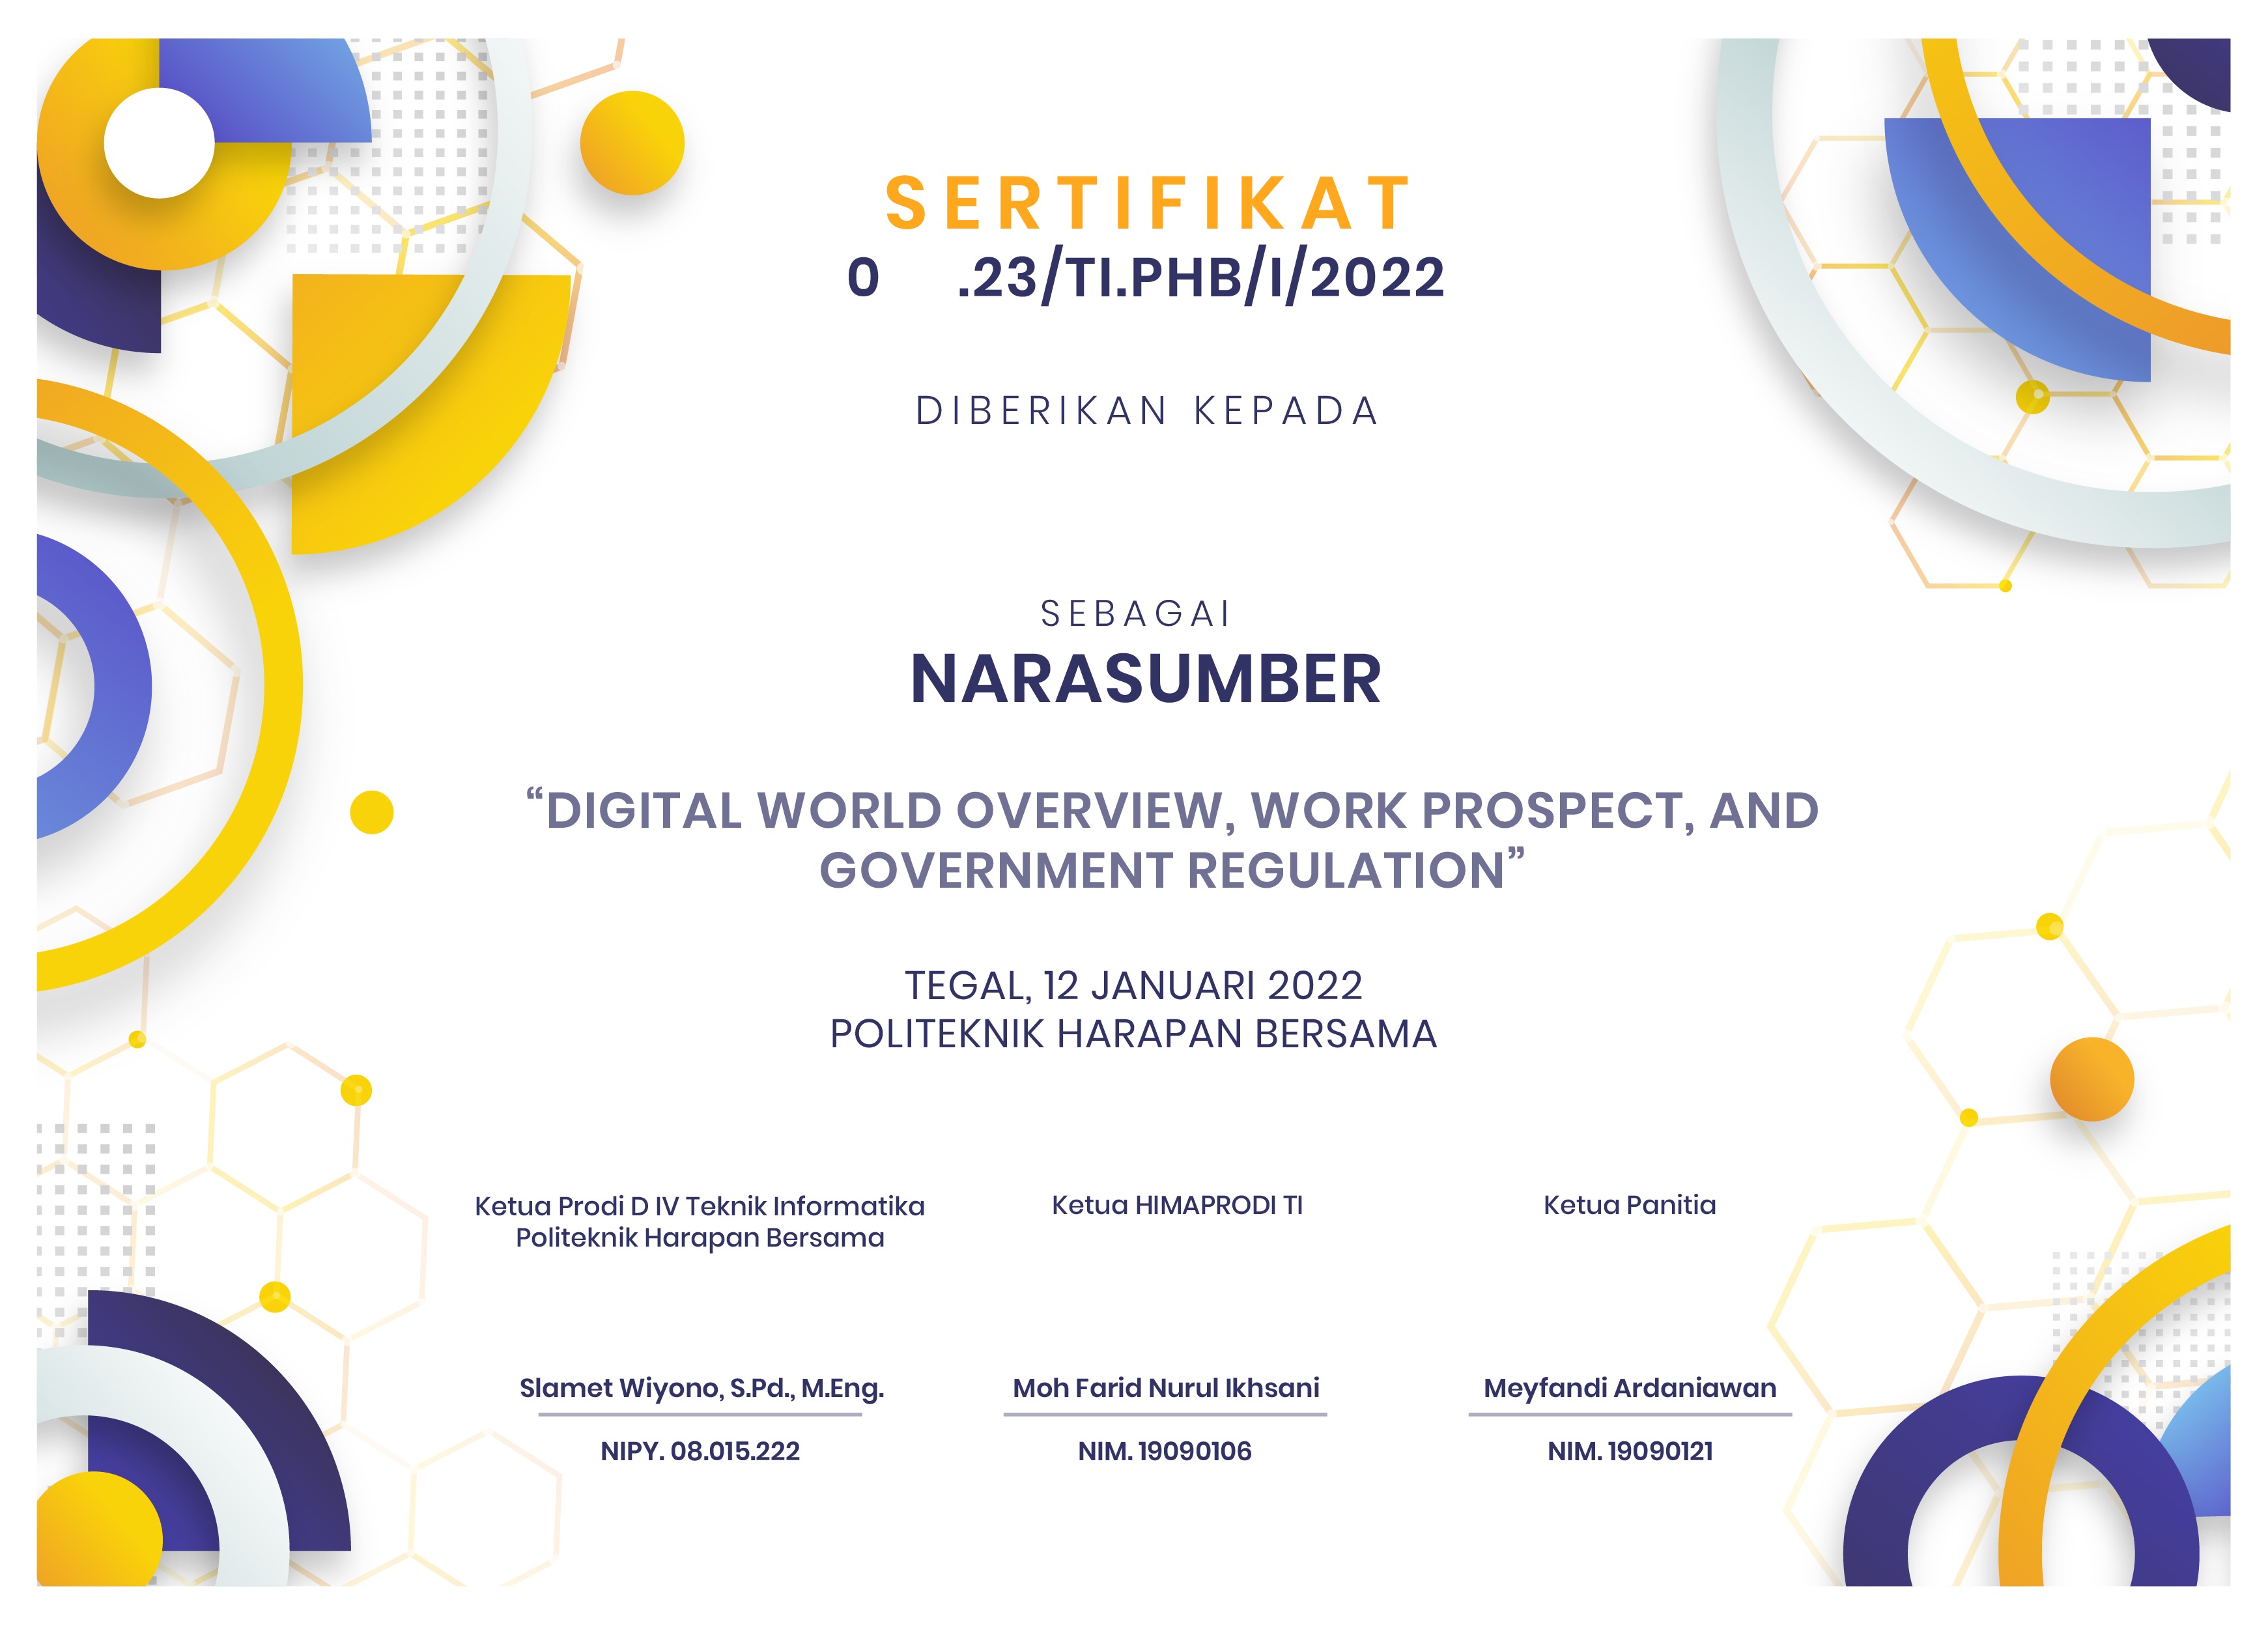 SERTIFIKAT
0 .23/TI.PHB/I/2022
DIBERIKAN KEPADA
SEBAGAI
NARASUMBER
“DIGITAL WORLD OVERVIEW, WORK PROSPECT, AND
GOVERNMENT REGULATION”
TEGAL, 12 JANUARI 2022
POLITEKNIK HARAPAN BERSAMA
Ketua Prodi D IV Teknik Informatika
Politeknik Harapan Bersama
Slamet Wiyono, S.Pd., M.Eng.
NIPY. 08.015.222
Ketua HIMAPRODI TI
Moh Farid Nurul Ikhsani
NIM. 19090106
Ketua Panitia
Meyfandi Ardaniawan
NIM. 19090121